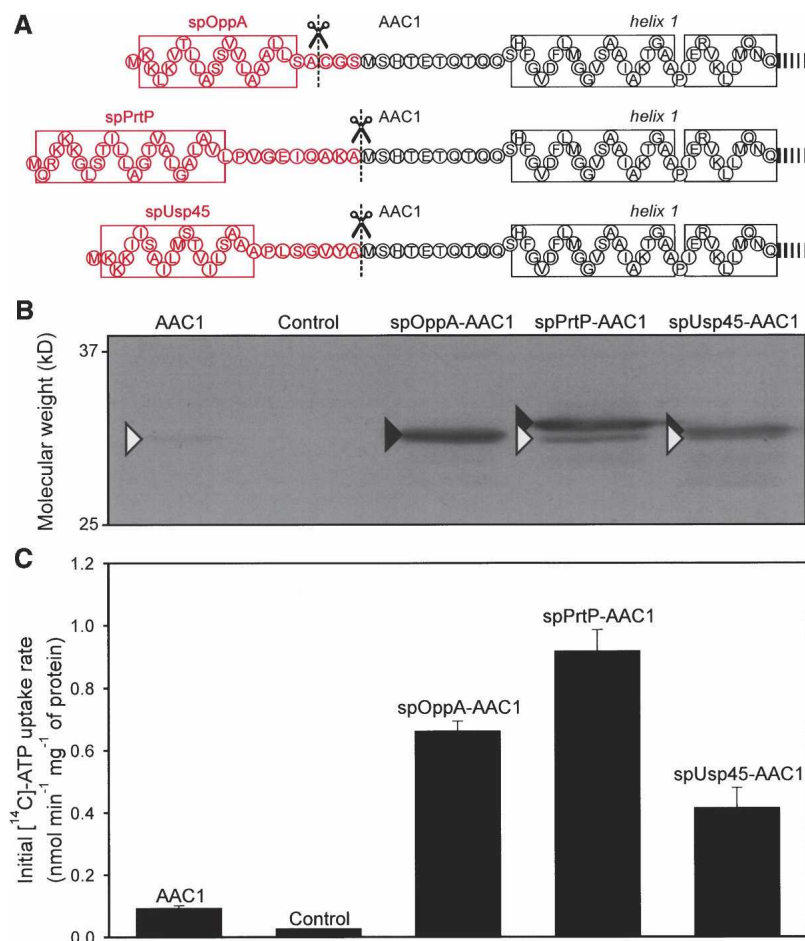 A
spOppA AAC1 helix 1
MSHTETQTQQSHFGVDFLMGGVSAAIAKTGAAPIERVKLLMQNQ
spPrtP AAC1 helix 1
LPVGEIQAKAMSHTETQTQQSHFGVDFLMGGVSAAIAKTGAAPIERVKLLMQNQ
spUsp45 AAC1 helix 1
MKKKIISAILMSTVILSAAAPLSGVYAMSHTETQTQQSHFGVDFLMGGVSAAIAKTGAAPIERVKLLMQNQ
B
AAC1 Control spOppA-AAC1 spPrtP-AAC1 spUsp45-AAC1
Molecular weight (kD)
37
25
C
Initial [¹⁴C]-ATP uptake rate
(nmol min⁻¹ mg⁻¹ of protein)
1.2
1.0
0.8
0.6
0.4
0.2
0.0
AAC1
Control
spOppA-AAC1
spPrtP-AAC1
spUsp45-AAC1